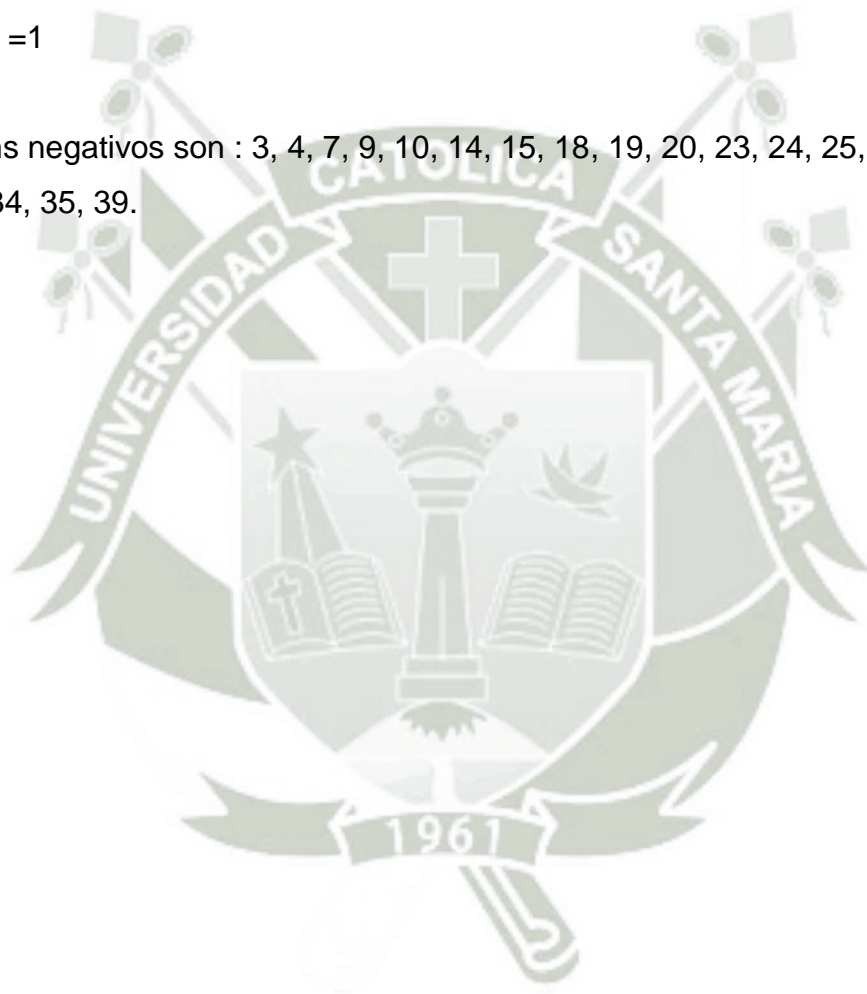 =1
s negativos son : 3, 4, 7, 9, 10, 14, 15, 18, 19, 20, 23, 24, 25,
34, 35, 39.
UNIVERSIDAD CATOLICA SANTA MARIA
1961